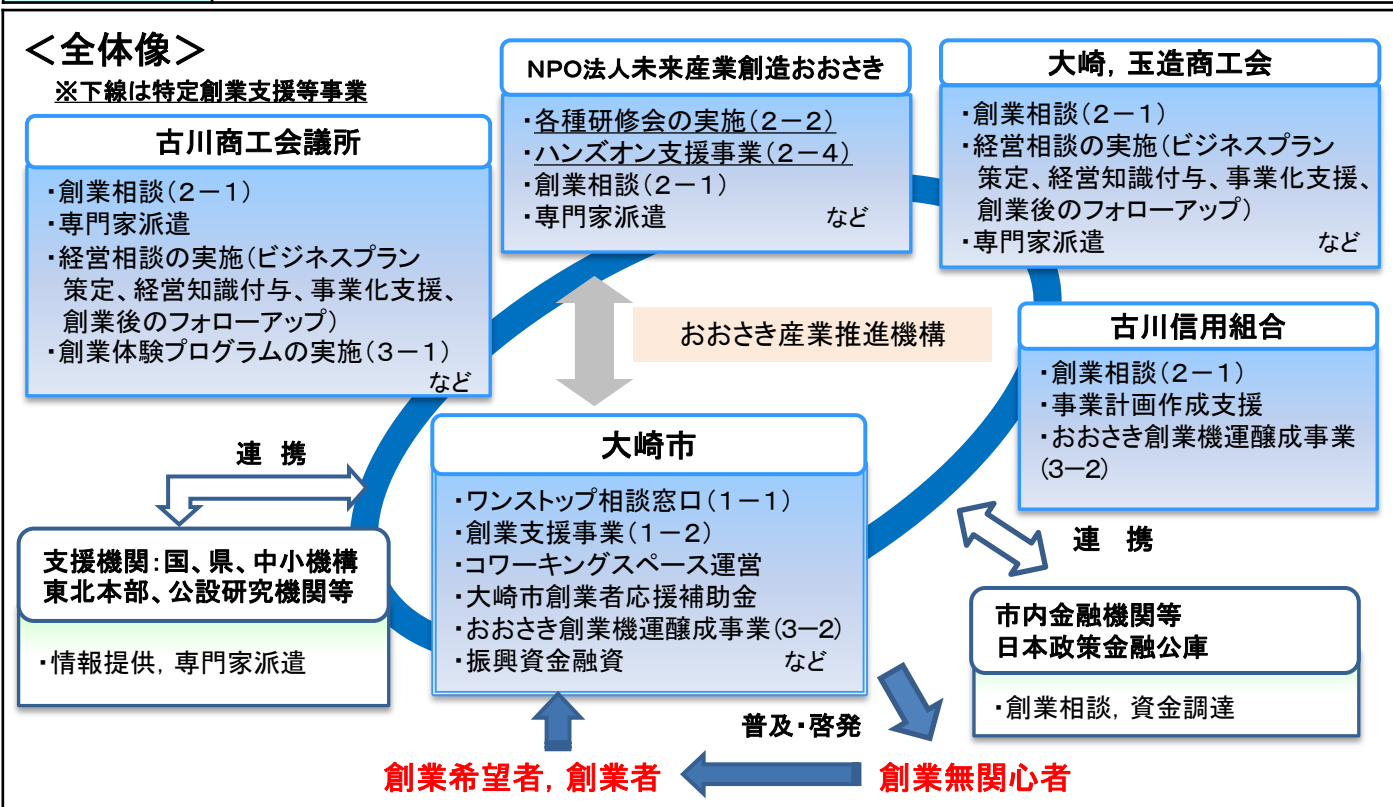 ＜全体像＞
※下線は特定創業支援等事業
古川商工会議所
・創業相談(２－１)
・専門家派遣
・経営相談の実施(ビジネスプラン
策定、経営知識付与、事業化支援、
創業後のフォローアップ)
・創業体験プログラムの実施(３－１)
など
NPO法人未来産業創造おおさき
・各種研修会の実施(２－２)
・ハンズオン支援事業(２－４)
・創業相談(２－１)
・専門家派遣 など
大崎，玉造商工会
・創業相談(２－１)
・経営相談の実施(ビジネスプラン
策定、経営知識付与、事業化支援、
創業後のフォローアップ)
・専門家派遣 など
おおさき産業推進機構
古川信用組合
・創業相談(２－１)
・事業計画作成支援
・おおさき創業機運醸成事業
(3－2)
大崎市
・ワンストップ相談窓口(１－１)
・創業支援事業(１－２)
・コワーキングスペース運営
・大崎市創業者応援補助金
・おおさき創業機運醸成事業(3－2)
・振興資金融資 など
連 携
支援機関：国、県、中小機構
東北本部、公設研究機関等
・情報提供，専門家派遣
連 携
市内金融機関等
日本政策金融公庫
・創業相談，資金調達
普及・啓発
創業希望者，創業者
創業無関心者